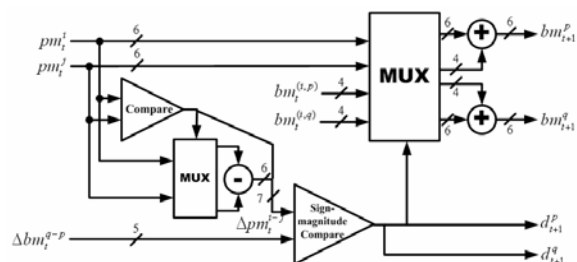 pm_t^i 6 6 + 6 bm_{t+1}^p
pm_t^j 6 MUX 4
bm_t^{(i,p)} 4 4
bm_t^{(i,q)} 4 6 + 6 bm_{t+1}^q
Compare
MUX - 6
7
Δpm_t^{i-j}
Sign-magnitude Compare
d_{t+1}^p
Δbm_t^{q-p} 5
d_{t+1}^q